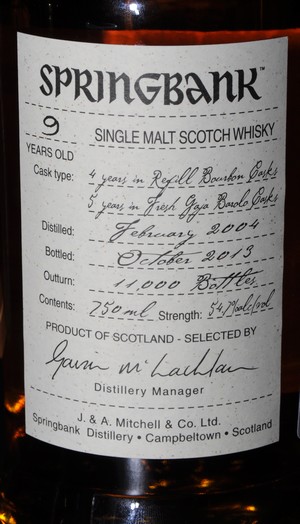 SPRINGBANK™
9 SINGLE MALT SCOTCH WHISKY
YEARS OLD
Cask type: 4 years in Refill Bourbon Casks
5 years in Fresh Gaja Barolo Casks
Distilled: February 2004
Bottled: October 2013
Outturn: 11,000 Bottles
Contents: 750ml Strength: 54.7%alc/vol
PRODUCT OF SCOTLAND - SELECTED BY
Gavin McLachlan
Distillery Manager
J. & A. Mitchell & Co. Ltd.
Springbank Distillery • Campbeltown • Scotland